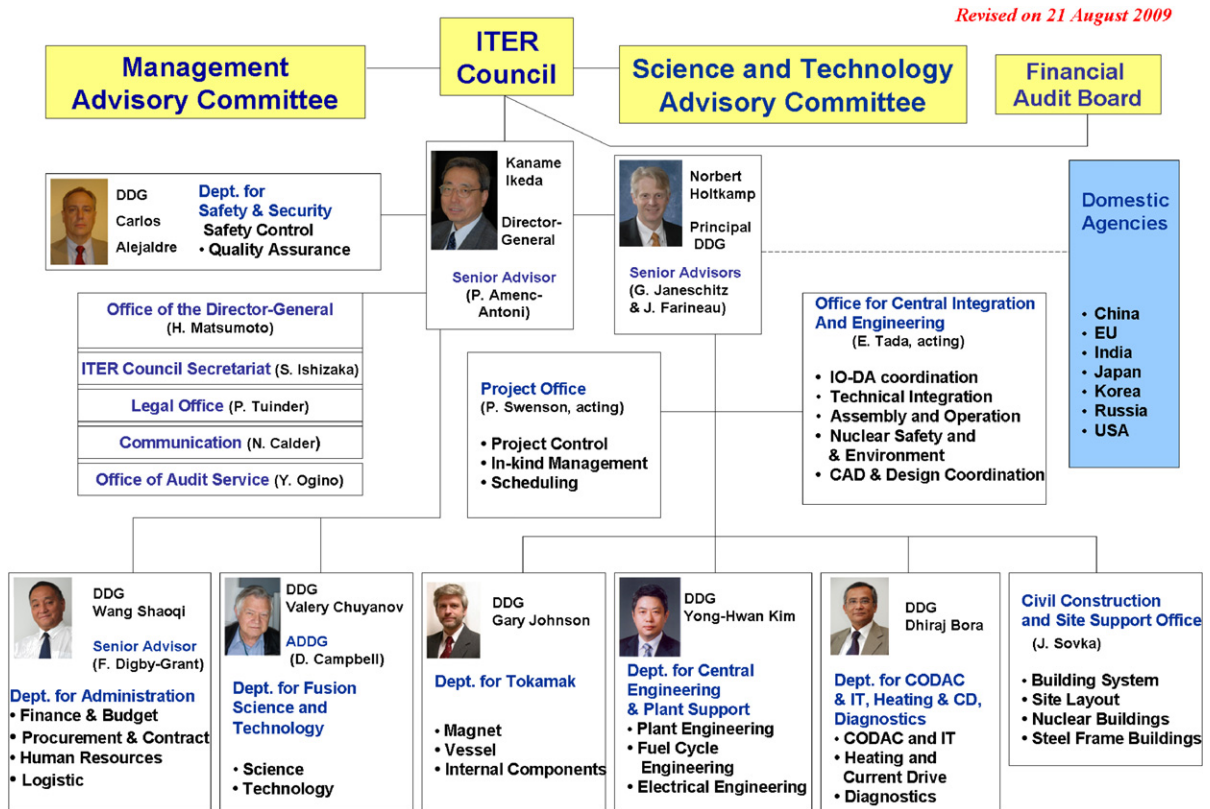 Revised on 21 August 2009
ITER
Council
Management
Advisory Committee
Science and Technology
Advisory Committee
Financial
Audit Board
DDG
Carlos
Alejaldre
Dept. for
Safety & Security
Safety Control
• Quality Assurance
Kaname
Ikeda
Director-
General
Senior Advisor
(P. Amenc-
Antoni)
Norbert
Holtkamp
Principal
DDG
Senior Advisors
(G. Janeschitz
& J. Farineau)
Domestic
Agencies
• China
• EU
• India
• Japan
• Korea
• Russia
• USA
Office of the Director-General
(H. Matsumoto)
ITER Council Secretariat (S. Ishizaka)
Legal Office (P. Tuinder)
Communication (N. Calder)
Office of Audit Service (Y. Ogino)
Project Office
(P. Swenson, acting)
• Project Control
• In-kind Management
• Scheduling
Office for Central Integration
And Engineering
(E. Tada, acting)
• IO-DA coordination
• Technical Integration
• Assembly and Operation
• Nuclear Safety and
& Environment
• CAD & Design Coordination
DDG
Wang Shaoqi
Senior Advisor
(F. Digby-Grant)
Dept. for Administration
• Finance & Budget
• Procurement & Contract
• Human Resources
• Logistic
DDG
Valery Chuyanov
ADDG
(D. Campbell)
Dept. for Fusion
Science and
Technology
• Science
• Technology
DDG
Gary Johnson
Dept. for Tokamak
• Magnet
• Vessel
• Internal Components
DDG
Yong-Hwan Kim
Dept. for Central
Engineering
& Plant Support
• Plant Engineering
• Fuel Cycle
Engineering
• Electrical Engineering
DDG
Dhiraj Bora
Dept. for CODAC
& IT, Heating & CD,
Diagnostics
• CODAC and IT
• Heating and
Current Drive
• Diagnostics
Civil Construction
and Site Support Office
(J. Sovka)
• Building System
• Site Layout
• Nuclear Buildings
• Steel Frame Buildings